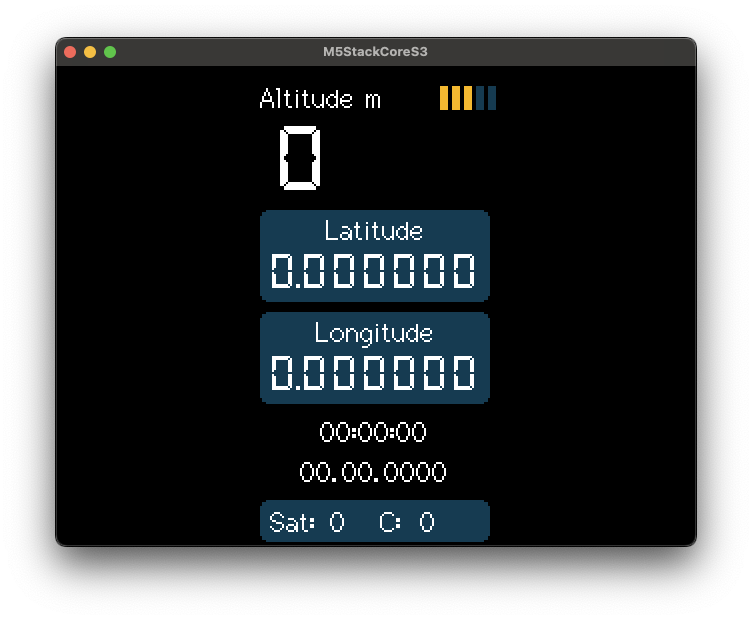 M5StackCoreS3
Altitude m
0
Latitude
0.000000
Longitude
0.000000
00:00:00
00.00.0000
Sat: 0 C: 0